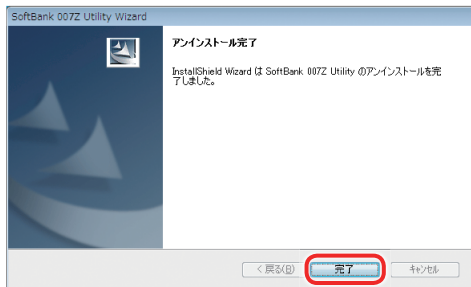 SoftBank 007Z Utility Wizard
アンインストール完了
InstallShield Wizard は SoftBank 007Z Utility のアンインストールを完
了しました。
< 戻る(B)
完了
キャンセル